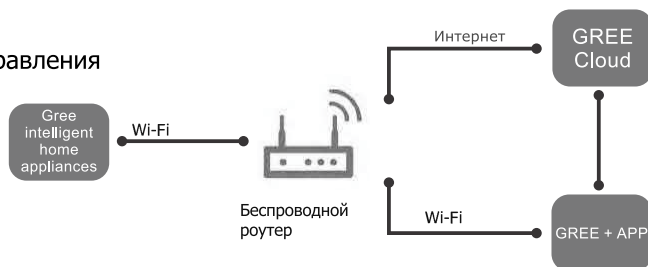 равления
Интернет
GREE
Cloud
Gree
intelligent
home
appliances
Wi-Fi
Беспроводной
роутер
Wi-Fi
GREE + APP